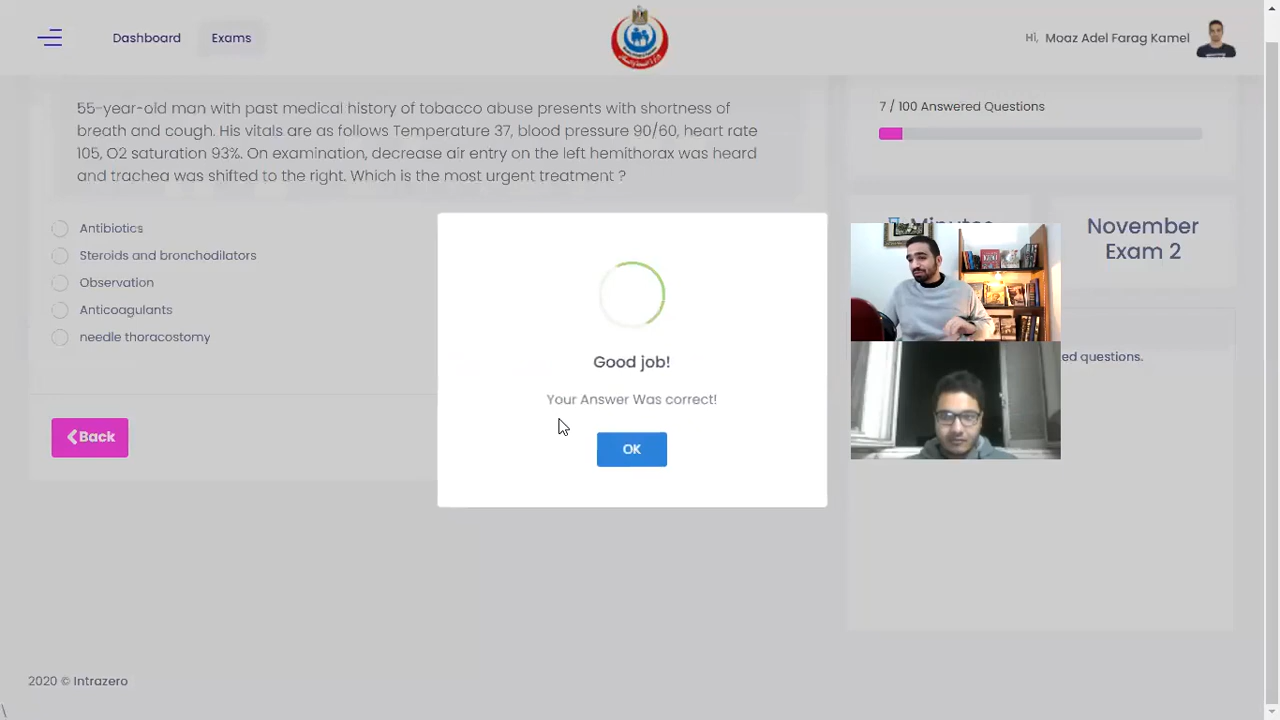 Dashboard
Exams
Hi, Moaz Adel Farag Kamel
55-year-old man with past medical history of tobacco abuse presents with shortness of
breath and cough. His vitals are as follows Temperature 37, blood pressure 90/60, heart rate
105, O2 saturation 93%. On examination, decrease air entry on the left hemithorax was heard
and trachea was shifted to the right. Which is the most urgent treatment ?
Antibiotics
Steroids and bronchodilators
Observation
Anticoagulants
needle thoracostomy
Back
Good job!
Your Answer Was correct!
OK
7 / 100 Answered Questions
Minutes
November
Exam 2
ed questions.
2020 © Intrazero
\